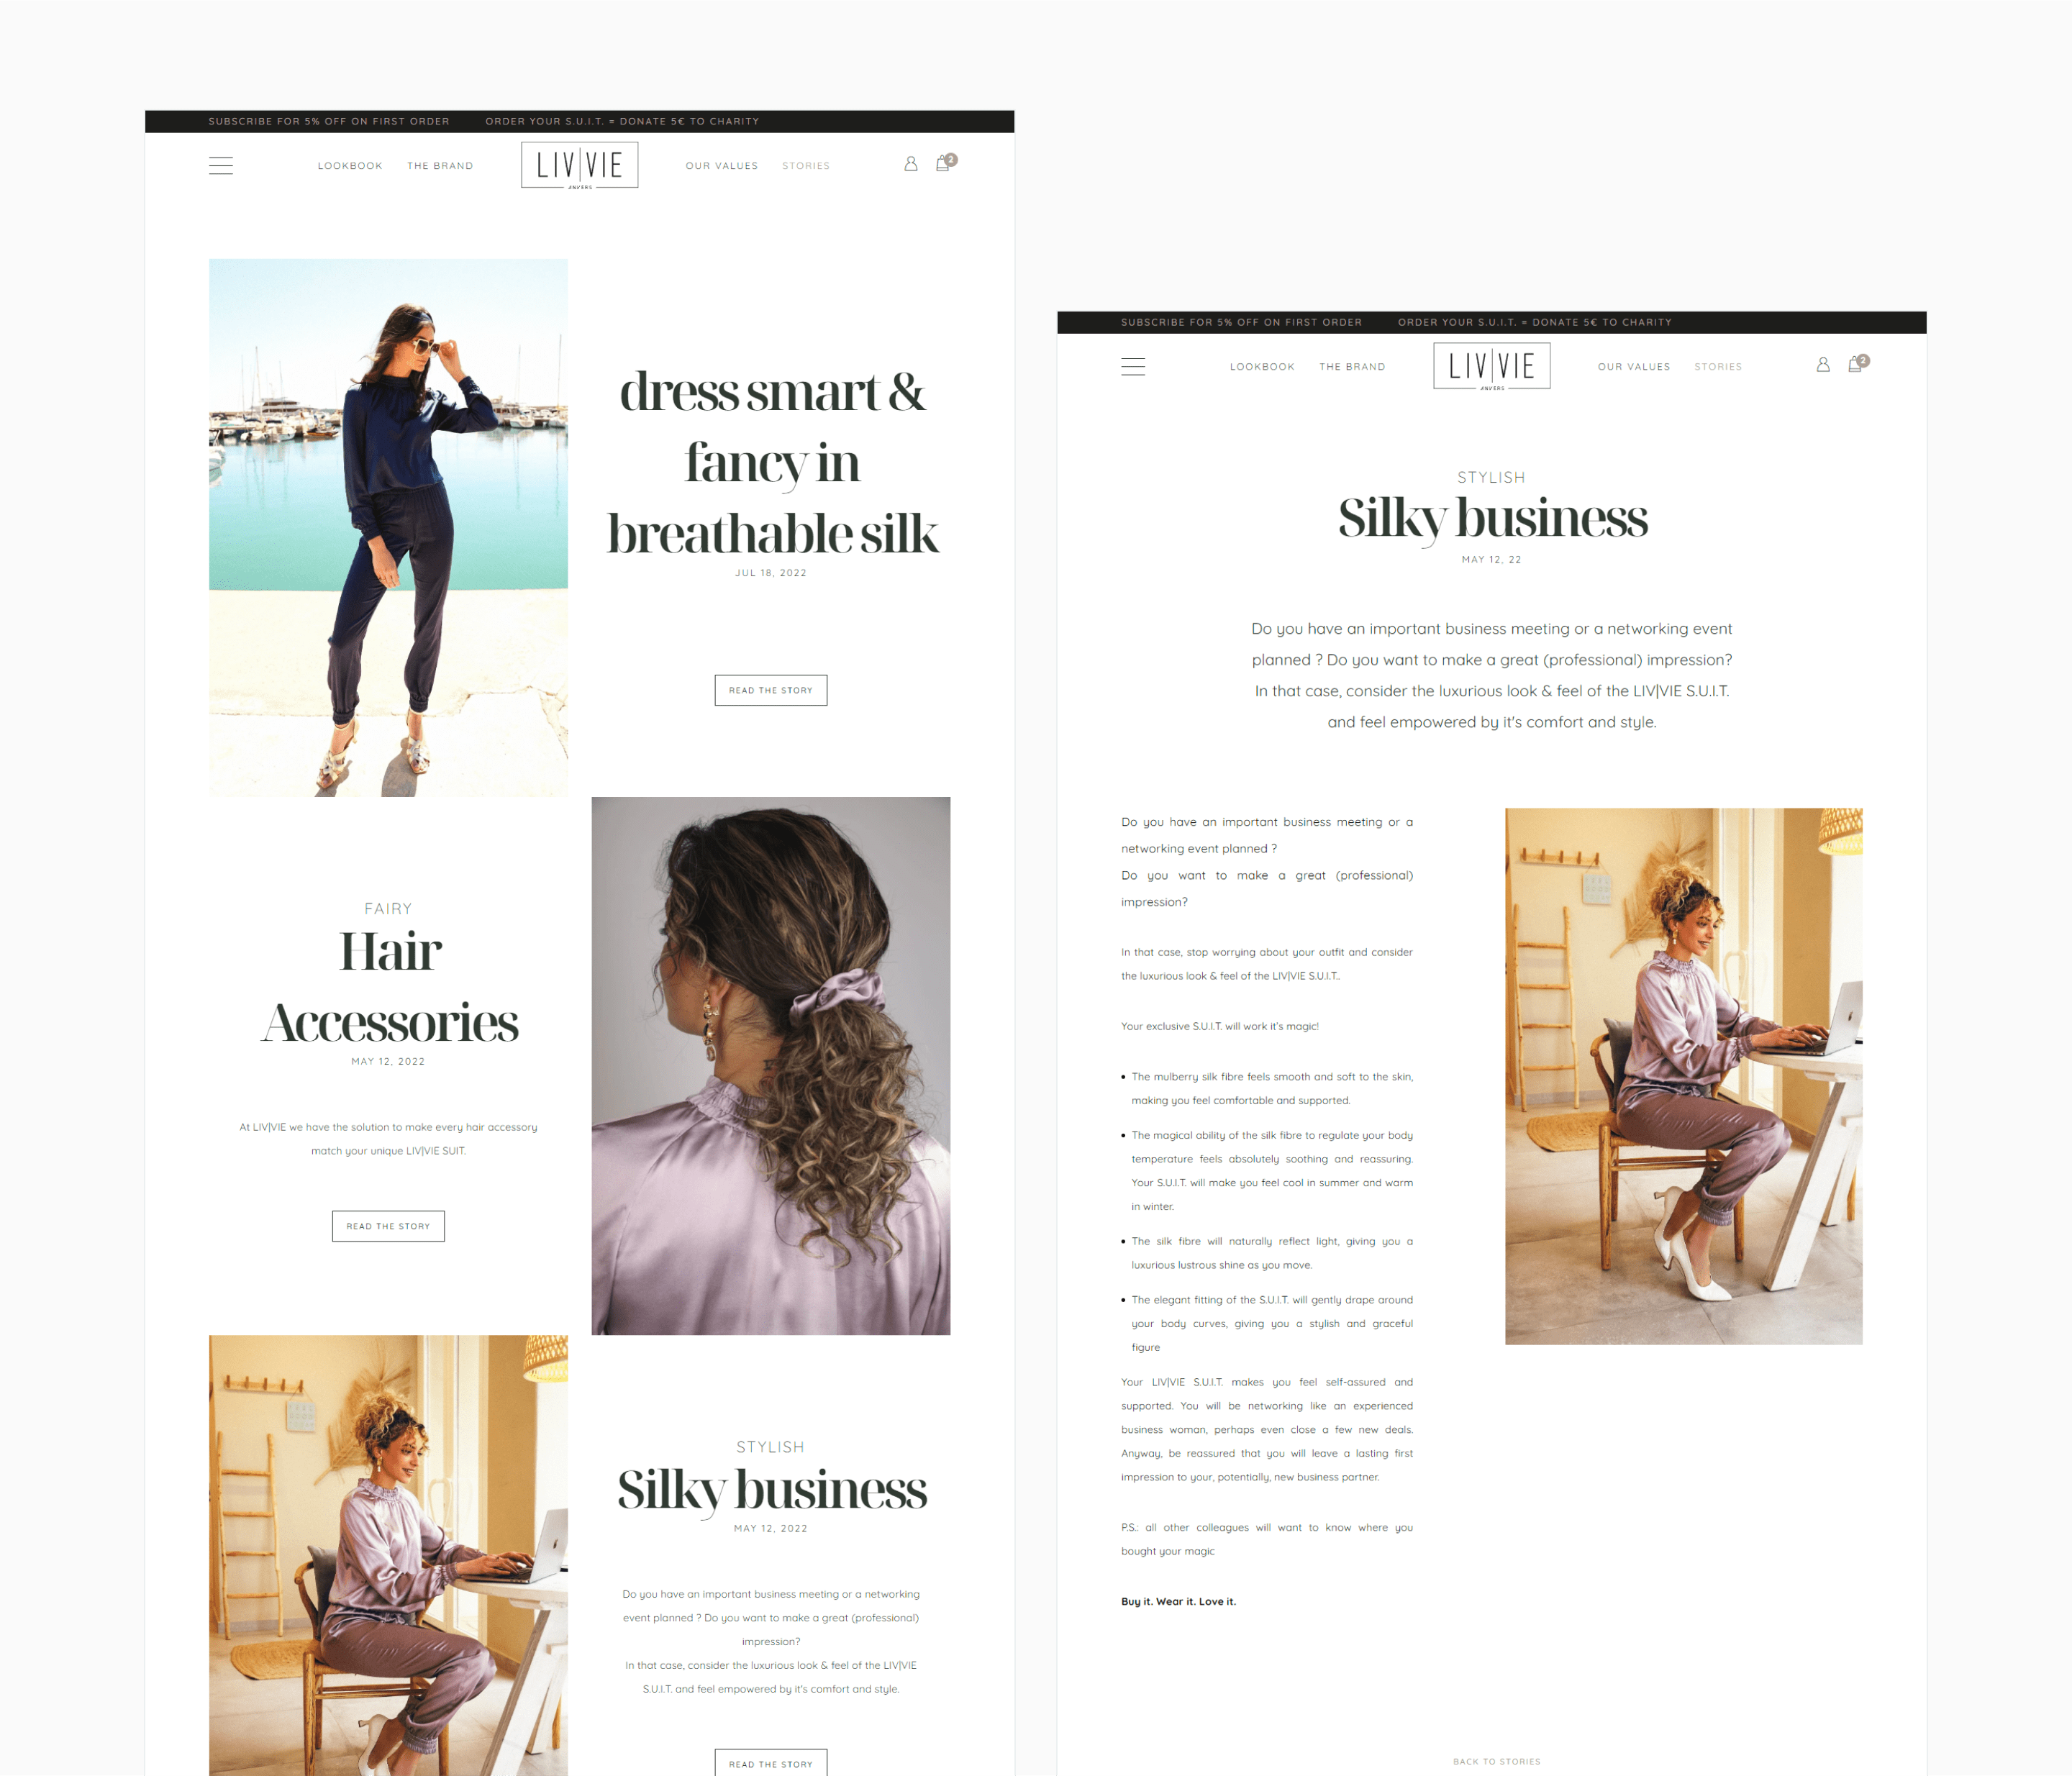 SUBSCRIBE FOR 5% OFF ON FIRST ORDER ORDER YOUR S.U.I.T. = DONATE 5€ TO CHARITY
LOOKBOOK THE BRAND LIV|VIE OUR VALUES STORIES 2
ANVERS
dress smart &
fancy in
breathable silk
JUL 18, 2022
READ THE STORY
FAIRY
Hair
Accessories
MAY 12, 2022
At LIV|VIE we have the solution to make every hair accessory
match your unique LIV|VIE SUIT.
READ THE STORY
STYLISH
Silky business
MAY 12, 2022
Do you have an important business meeting or a networking
event planned ? Do you want to make a great (professional)
impression?
In that case, consider the luxurious look & feel of the LIV|VIE
S.U.I.T. and feel empowered by it's comfort and style.
READ THE STORY
SUBSCRIBE FOR 5% OFF ON FIRST ORDER ORDER YOUR S.U.I.T. = DONATE 5€ TO CHARITY
LOOKBOOK THE BRAND LIV|VIE OUR VALUES STORIES 2
ANVERS
STYLISH
Silky business
MAY 12, 22
Do you have an important business meeting or a networking event
planned ? Do you want to make a great (professional) impression?
In that case, consider the luxurious look & feel of the LIV|VIE S.U.I.T.
and feel empowered by it's comfort and style.
Do you have an important business meeting or a
networking event planned ?
Do you want to make a great (professional)
impression?
In that case, stop worrying about your outfit and consider
the luxurious look & feel of the LIV|VIE S.U.I.T..
Your exclusive S.U.I.T. will work it's magic!
• The mulberry silk fibre feels smooth and soft to the skin,
making you feel comfortable and supported.
• The magical ability of the silk fibre to regulate your body
temperature feels absolutely soothing and reassuring.
Your S.U.I.T. will make you feel cool in summer and warm
in winter.
• The silk fibre will naturally reflect light, giving you a
luxurious lustrous shine as you move.
• The elegant fitting of the S.U.I.T. will gently drape around
your body curves, giving you a stylish and graceful
figure
Your LIV|VIE S.U.I.T. makes you feel self-assured and
supported. You will be networking like an experienced
business woman, perhaps even close a few new deals.
Anyway, be reassured that you will leave a lasting first
impression to your, potentially, new business partner.
P.S.: all other colleagues will want to know where you
bought your magic
Buy it. Wear it. Love it.
BACK TO STORIES